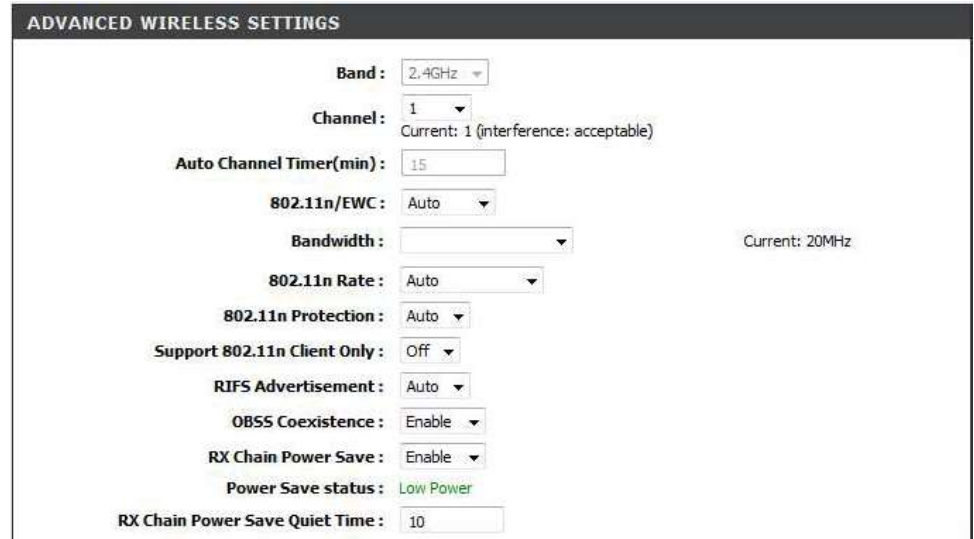 ADVANCED WIRELESS SETTINGS
Band : 2.4GHz
Channel : 1
Current: 1 (interference: acceptable)
Auto Channel Timer(min) : 15
802.11n/EWC : Auto
Bandwidth : Current: 20MHz
802.11n Rate : Auto
802.11n Protection : Auto
Support 802.11n Client Only : Off
RIFS Advertisement : Auto
OBSS Coexistence : Enable
RX Chain Power Save : Enable
Power Save status : Low Power
RX Chain Power Save Quiet Time : 10